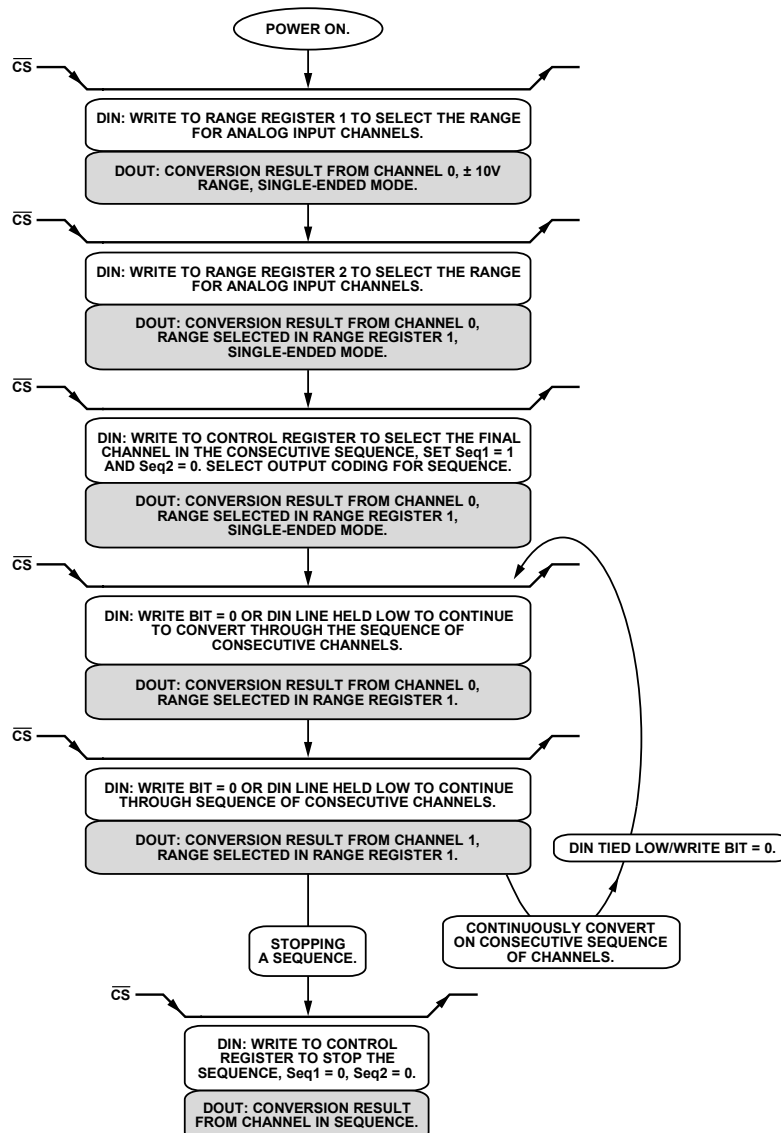 POWER ON.
CS
DIN: WRITE TO RANGE REGISTER 1 TO SELECT THE RANGE
FOR ANALOG INPUT CHANNELS.
DOUT: CONVERSION RESULT FROM CHANNEL 0, ± 10V
RANGE, SINGLE-ENDED MODE.
CS
DIN: WRITE TO RANGE REGISTER 2 TO SELECT THE RANGE
FOR ANALOG INPUT CHANNELS.
DOUT: CONVERSION RESULT FROM CHANNEL 0,
RANGE SELECTED IN RANGE REGISTER 1,
SINGLE-ENDED MODE.
CS
DIN: WRITE TO CONTROL REGISTER TO SELECT THE FINAL
CHANNEL IN THE CONSECUTIVE SEQUENCE, SET Seq1 = 1
AND Seq2 = 0. SELECT OUTPUT CODING FOR SEQUENCE.
DOUT: CONVERSION RESULT FROM CHANNEL 0,
RANGE SELECTED IN RANGE REGISTER 1,
SINGLE-ENDED MODE.
CS
DIN: WRITE BIT = 0 OR DIN LINE HELD LOW TO CONTINUE
TO CONVERT THROUGH THE SEQUENCE OF
CONSECUTIVE CHANNELS.
DOUT: CONVERSION RESULT FROM CHANNEL 0,
RANGE SELECTED IN RANGE REGISTER 1.
CS
DIN: WRITE BIT = 0 OR DIN LINE HELD LOW TO CONTINUE
THROUGH SEQUENCE OF CONSECUTIVE CHANNELS.
DOUT: CONVERSION RESULT FROM CHANNEL 1,
RANGE SELECTED IN RANGE REGISTER 1.
DIN TIED LOW/WRITE BIT = 0.
CONTINUOUSLY CONVERT
ON CONSECUTIVE SEQUENCE
OF CHANNELS.
STOPPING
A SEQUENCE.
CS
DIN: WRITE TO CONTROL
REGISTER TO STOP THE
SEQUENCE, Seq1 = 0, Seq2 = 0.
DOUT: CONVERSION RESULT
FROM CHANNEL IN SEQUENCE.